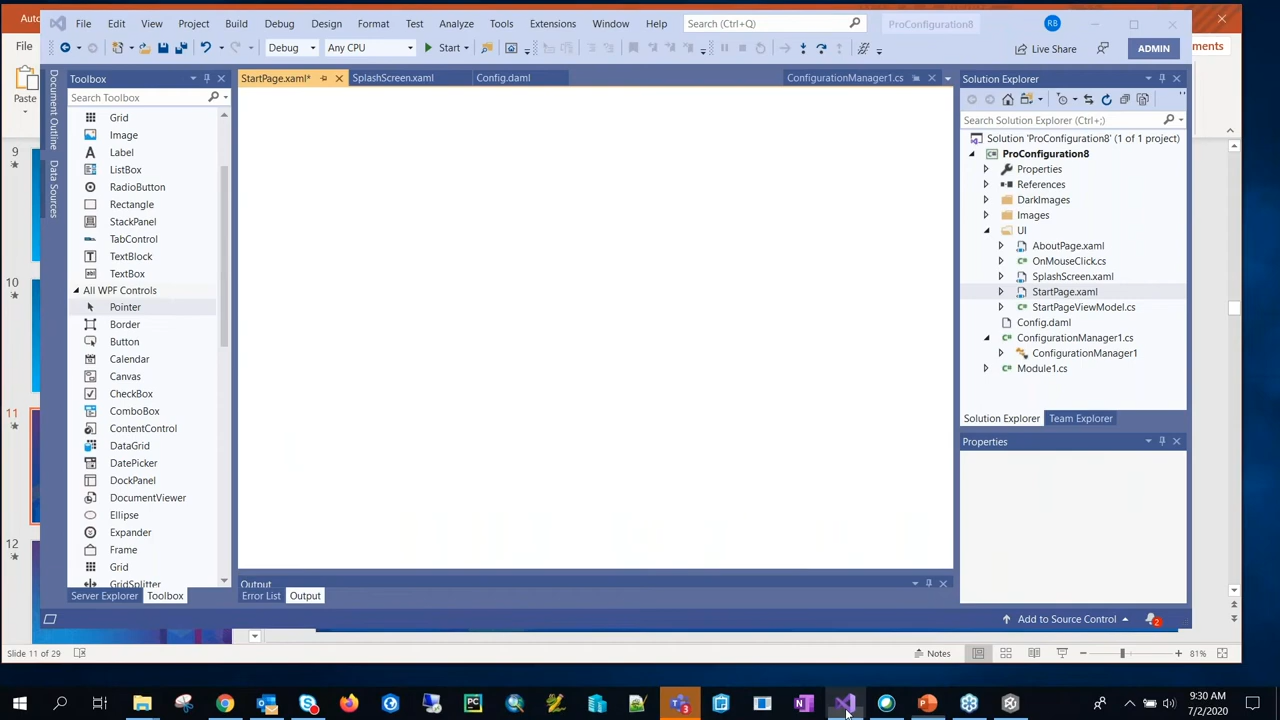 Auto
File
Edit
View
Project
Build
Debug
Design
Format
Test
Analyze
Tools
Extensions
Window
Help
Search (Ctrl+Q)
ProConfiguration8
RB
Debug
Any CPU
Start
Live Share
ADMIN
File
ments
Paste
Document Outline
Data Sources
Toolbox
Search Toolbox
Grid
Image
Label
ListBox
RadioButton
Rectangle
StackPanel
TabControl
TextBlock
TextBox
All WPF Controls
Pointer
Border
Button
Calendar
Canvas
CheckBox
ComboBox
ContentControl
DataGrid
DatePicker
DockPanel
DocumentViewer
Ellipse
Expander
Frame
Grid
GridSplitter
Server Explorer
Toolbox
StartPage.xaml*
SplashScreen.xaml
Config.daml
ConfigurationManager1.cs
Output
Error List
Output
Solution Explorer
Search Solution Explorer (Ctrl+;)
Solution 'ProConfiguration8' (1 of 1 project)
ProConfiguration8
Properties
References
DarkImages
Images
UI
AboutPage.xaml
OnMouseClick.cs
SplashScreen.xaml
StartPage.xaml
StartPageViewModel.cs
Config.daml
ConfigurationManager1.cs
ConfigurationManager1
Module1.cs
Solution Explorer
Team Explorer
Properties
Add to Source Control
2
9
10
11
12
Slide 11 of 29
Notes
81%
PC
3
N
9:30 AM
7/2/2020